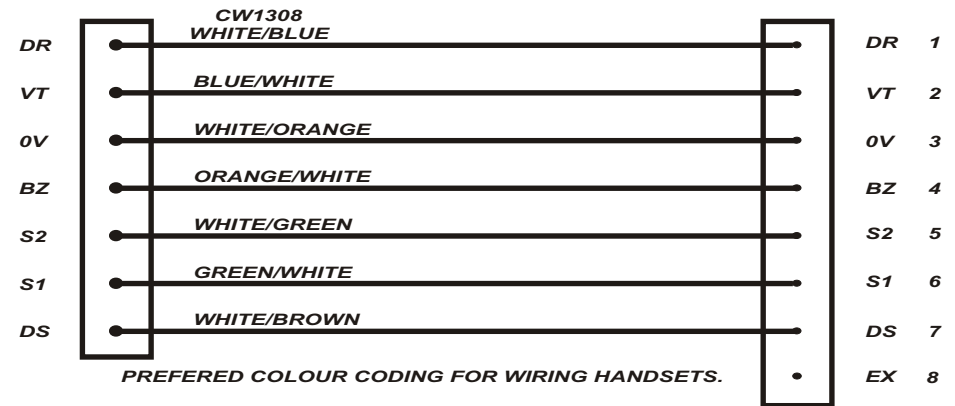 CW1308
DR WHITE/BLUE DR 1
VT BLUE/WHITE VT 2
0V WHITE/ORANGE 0V 3
BZ ORANGE/WHITE BZ 4
S2 WHITE/GREEN S2 5
S1 GREEN/WHITE S1 6
DS WHITE/BROWN DS 7
PREFERED COLOUR CODING FOR WIRING HANDSETS. EX 8